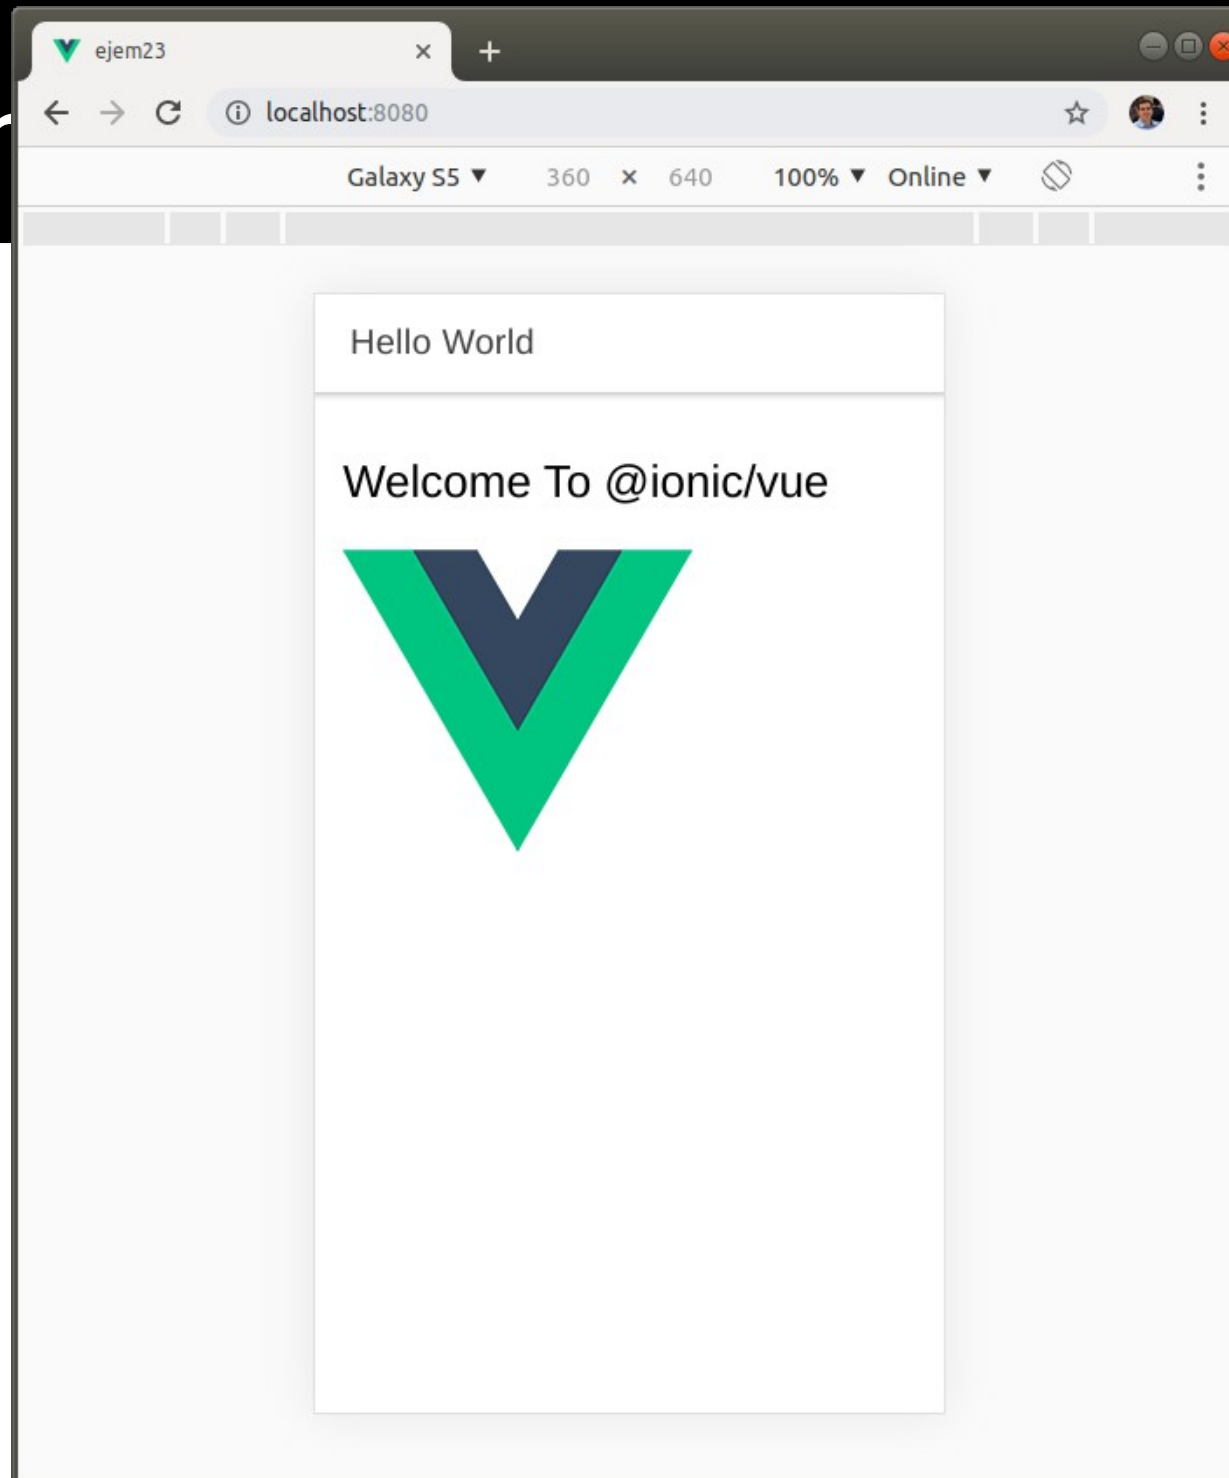 ejem23
localhost:8080
Galaxy S5 ▼ 360 × 640 100% ▼ Online ▼
Hello World
Welcome To @ionic/vue